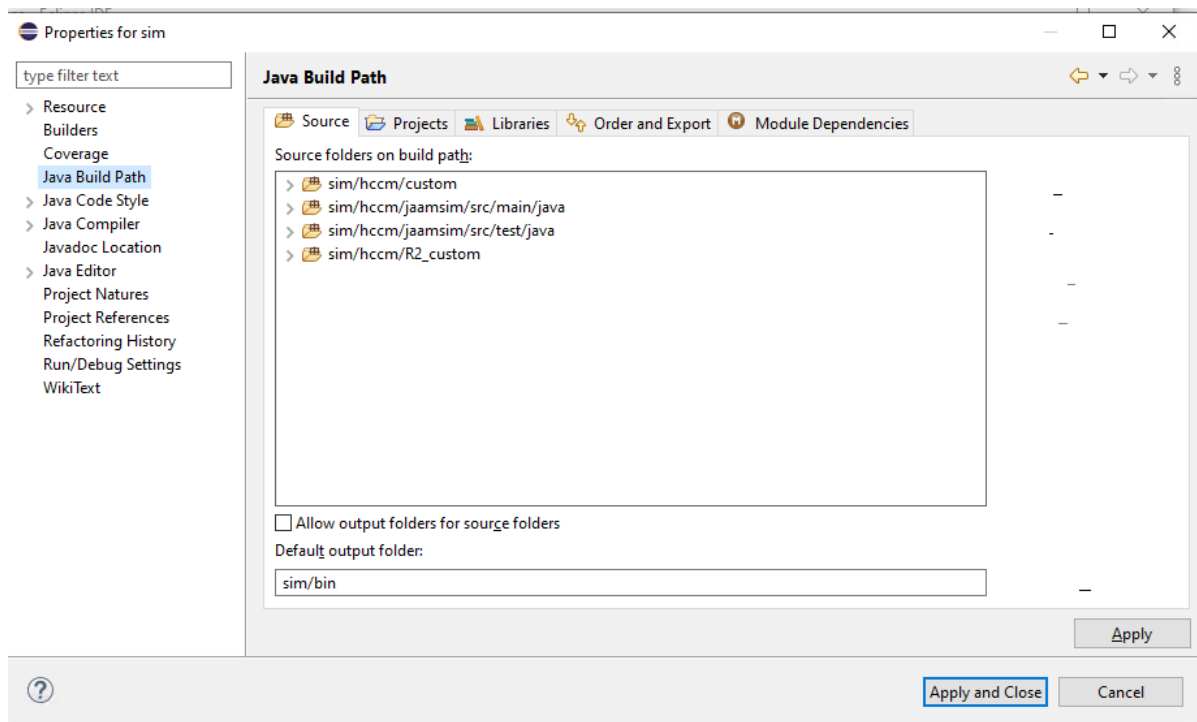 Properties for sim
type filter text
Resource
Builders
Coverage
Java Build Path
Java Code Style
Java Compiler
Javadoc Location
Java Editor
Project Natures
Project References
Refactoring History
Run/Debug Settings
WikiText
Java Build Path
Source Projects Libraries Order and Export Module Dependencies
Source folders on build path:
sim/hccm/custom
sim/hccm/jaamsim/src/main/java
sim/hccm/jaamsim/src/test/java
sim/hccm/R2_custom
Allow output folders for source folders
Default output folder:
sim/bin
Apply
Apply and Close Cancel